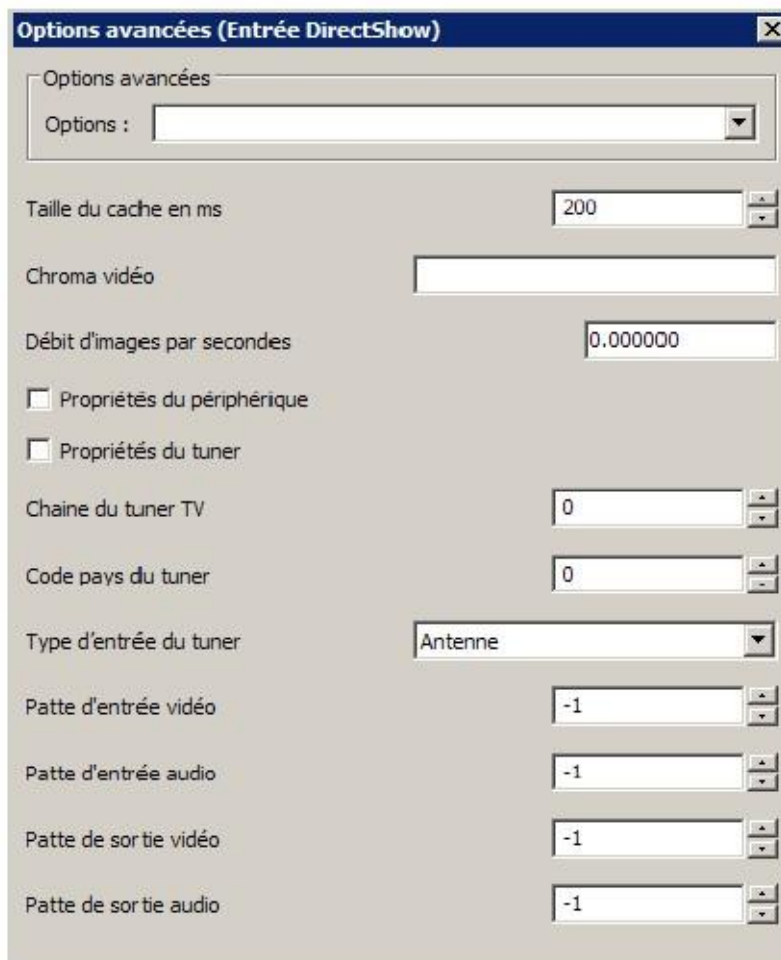 Options avancées (Entrée DirectShow)
Options avancées
Options :
Taille du cache en ms 200
Chroma vidéo
Débit d'images par secondes 0.000000
Propriétés du périphérique
Propriétés du tuner
Chaine du tuner TV 0
Code pays du tuner 0
Type d'entrée du tuner Antenne
Patte d'entrée vidéo -1
Patte d'entrée audio -1
Patte de sortie vidéo -1
Patte de sortie audio -1